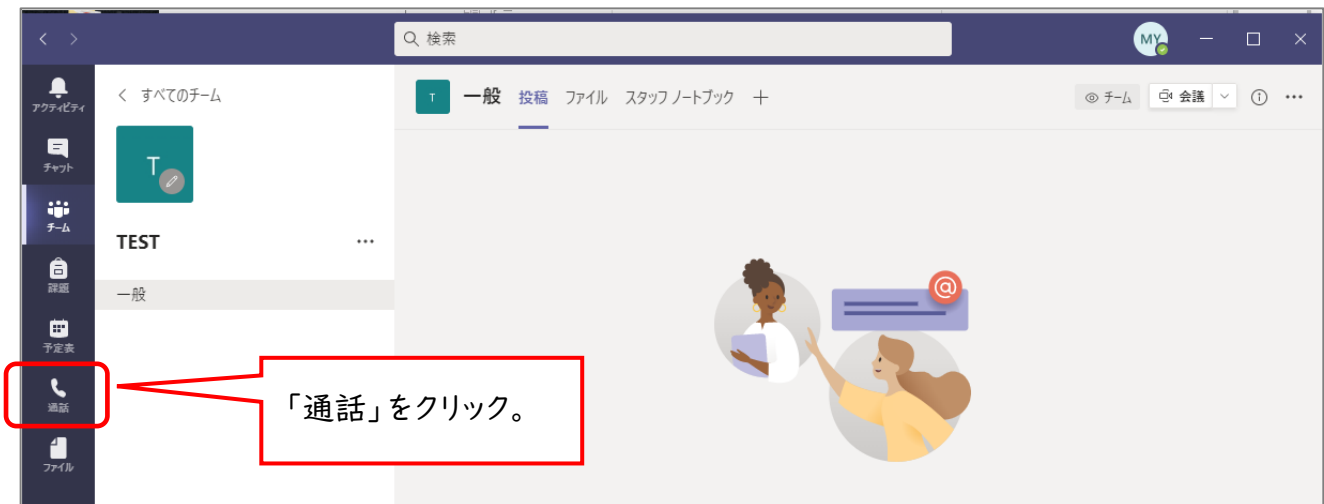 検索
MY
アクティビティ
チャット
チーム
課題
予定表
通話
ファイル
すべてのチーム
T
TEST
一般
T 一般 投稿 ファイル スタッフ ノートブック
チーム 会議
@
「通話」をクリック。